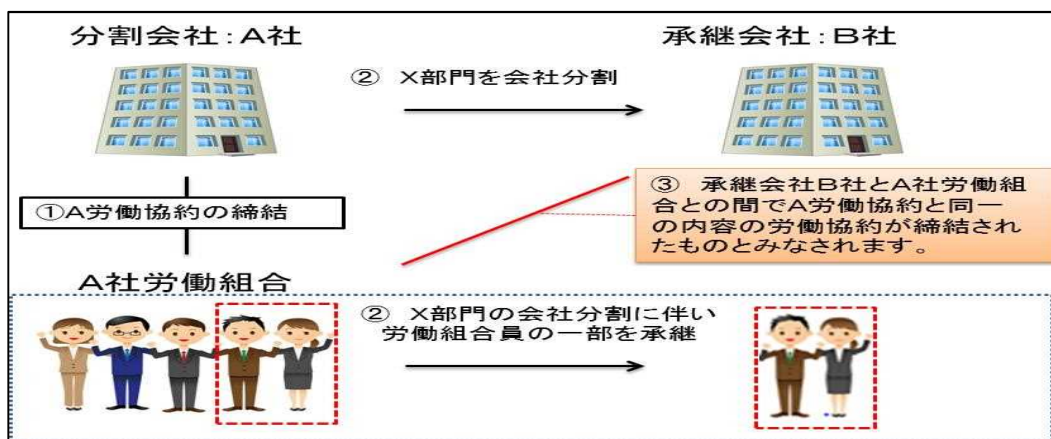 分割会社：A社
承継会社：B社
② X部門を会社分割
①A労働協約の締結
③ 承継会社B社とA社労働組
合との間でA労働協約と同一
の内容の労働協約が締結され
たものとみなされます。
A社労働組合
② X部門の会社分割に伴い
労働組合員の一部を承継